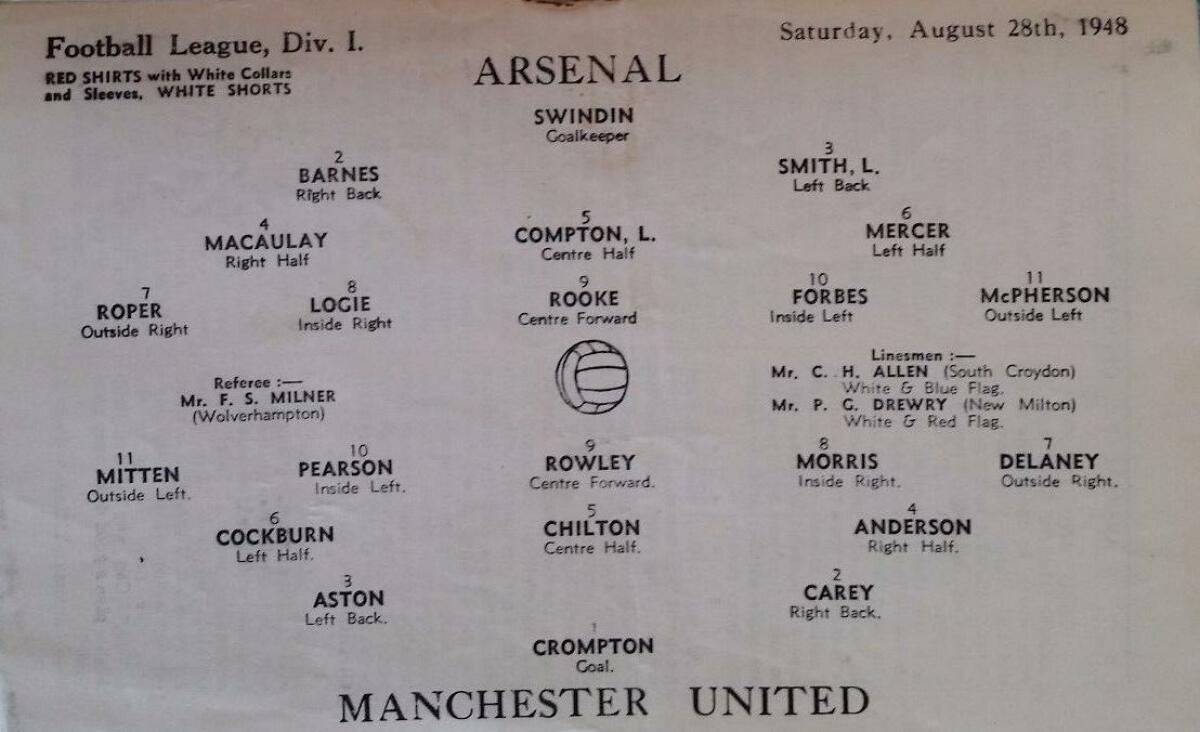 Football League, Div. I.
Saturday, August 28th, 1948
RED SHIRTS with White Collars
and Sleeves, WHITE SHORTS
ARSENAL
SWINDIN
Goalkeeper
2
BARNES
Right Back
3
SMITH, L.
Left Back
4
MACAULAY
Right Half
5
COMPTON, L.
Centre Half
6
MERCER
Left Half
7
ROPER
Outside Right
8
LOGIE
Inside Right
9
ROOKE
Centre Forward
10
FORBES
Inside Left
11
McPHERSON
Outside Left
Referee :—
Mr. F. S. MILNER
(Wolverhampton)
Linesmen :—
Mr. C. H. ALLEN (South Croydon)
White & Blue Flag.
Mr. P. G. DREWRY (New Milton)
White & Red Flag.
11
MITTEN
Outside Left.
10
PEARSON
Inside Left.
9
ROWLEY
Centre Forward.
8
MORRIS
Inside Right.
7
DELANEY
Outside Right.
6
COCKBURN
Left Half.
5
CHILTON
Centre Half.
4
ANDERSON
Right Half.
3
ASTON
Left Back.
2
CAREY
Right Back.
1
CROMPTON
Goal.
MANCHESTER UNITED